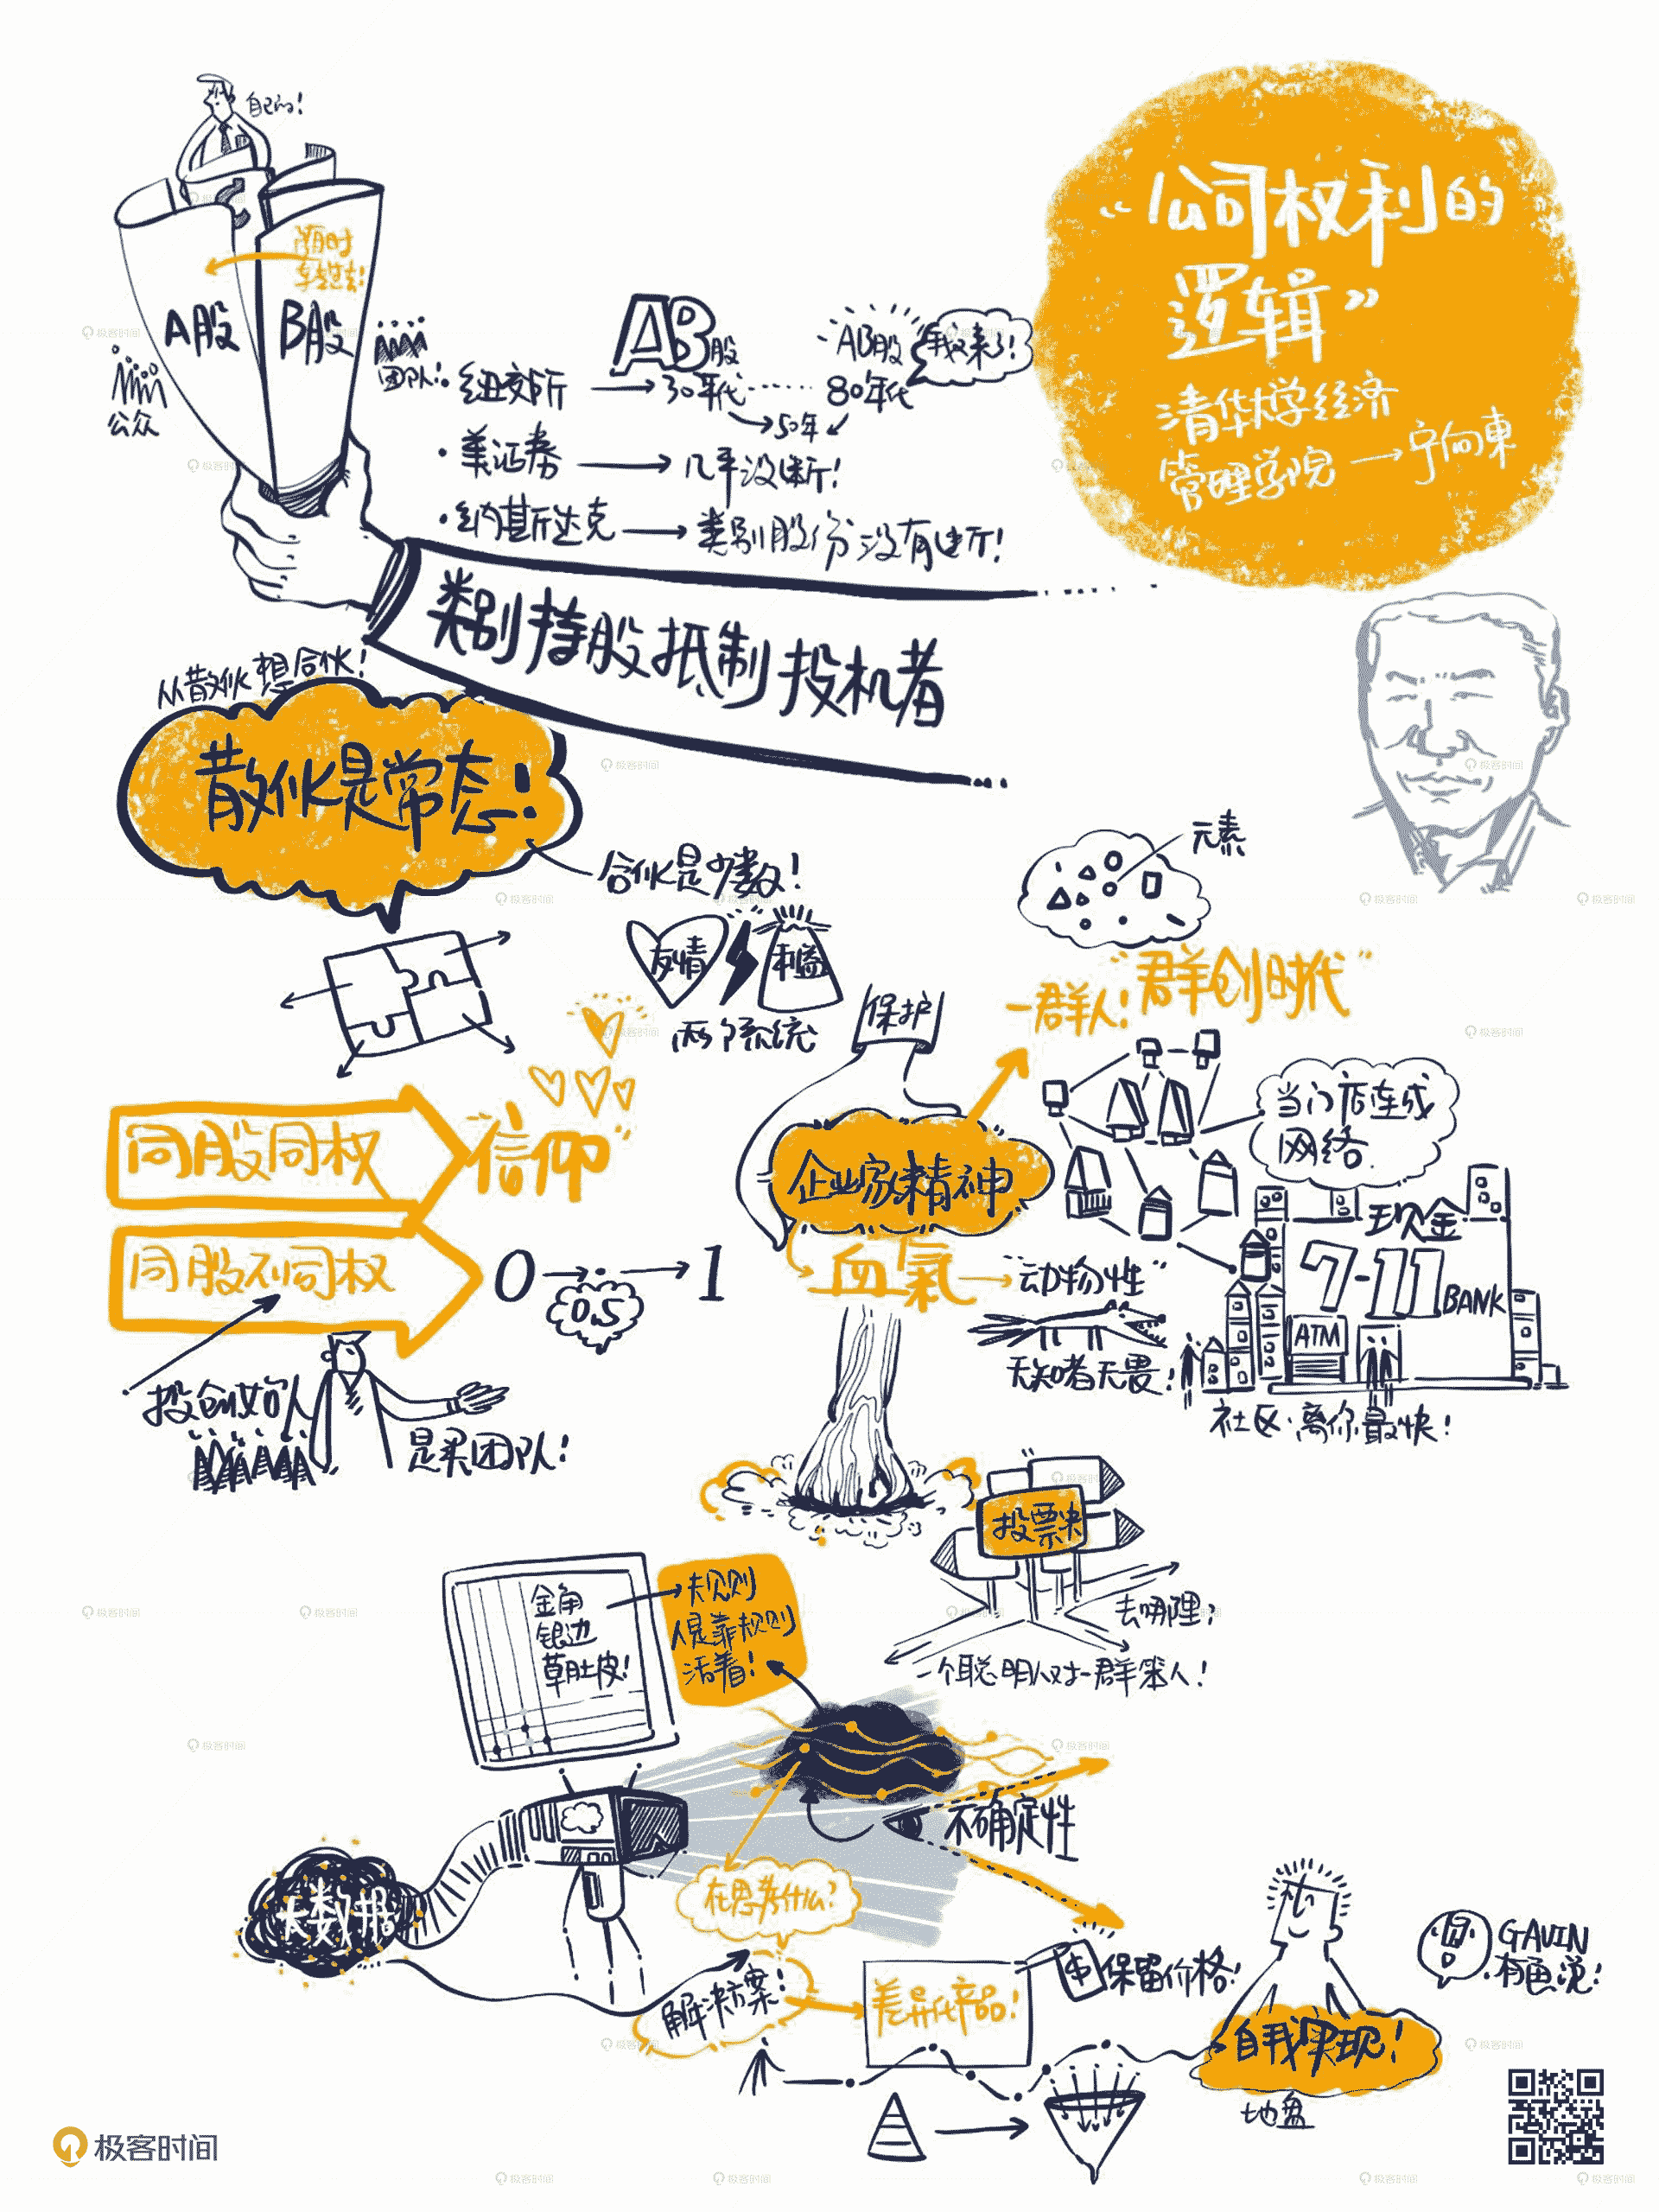 “公司权利的
逻辑”
清华大学经济
管理学院→宁向東
自己的!
随时
转过去!
A股
B股
公众
团队
AB股
纽交所→30年代……80年代
-AB股
我又来了!
→50年
·美证券→几乎没断!
·纳斯达克→类别股份没有断!
类别持股抵制投机者
从散伙想合伙!
散伙是常态!
合伙是少数!
友情
利益
两个系统
元素
一群人!
“群创时代”
保护
企业家精神
血氣→“动物性”
无知者无畏!
当门店连成
网络
现金
7-11 BANK
ATM
社区·离你最快!
同股同权
“信仰”
同股不同权
0→·→1
0.5
投创始人
是买团队!
投票决
去哪里?
一个聪明人对一群笨人!
金角
银边
草肚皮!
规则
人是靠规则
活着!
不确定性
大数据
在思考什么?
解决方案!
差异化产品!
保留价格!
自我实现!
地盘
GAVIN
有画说!
极客时间